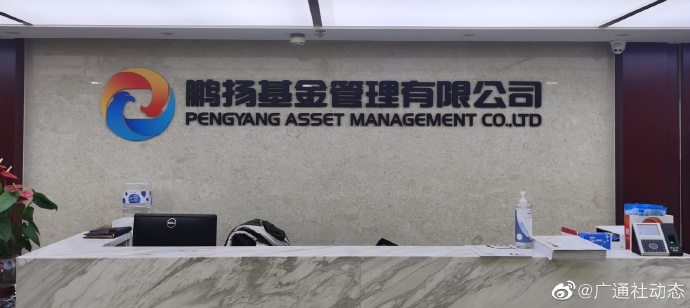 鹏扬基金管理有限公司
PENGYANG ASSET MANAGEMENT CO.,LTD
DELL
@广通社动态